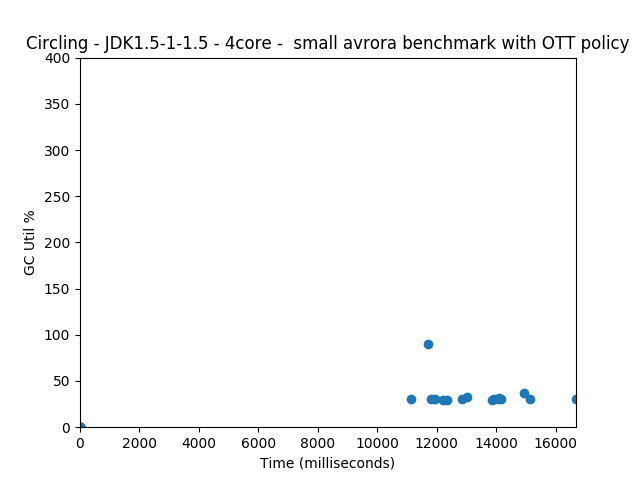 Circling - JDK1.5-1-1.5 - 4core -  small avrora benchmark with OTT policy
400
350
300
250
200
150
100
50
0
GC Util %
0 2000 4000 6000 8000 10000 12000 14000 16000
Time (milliseconds)